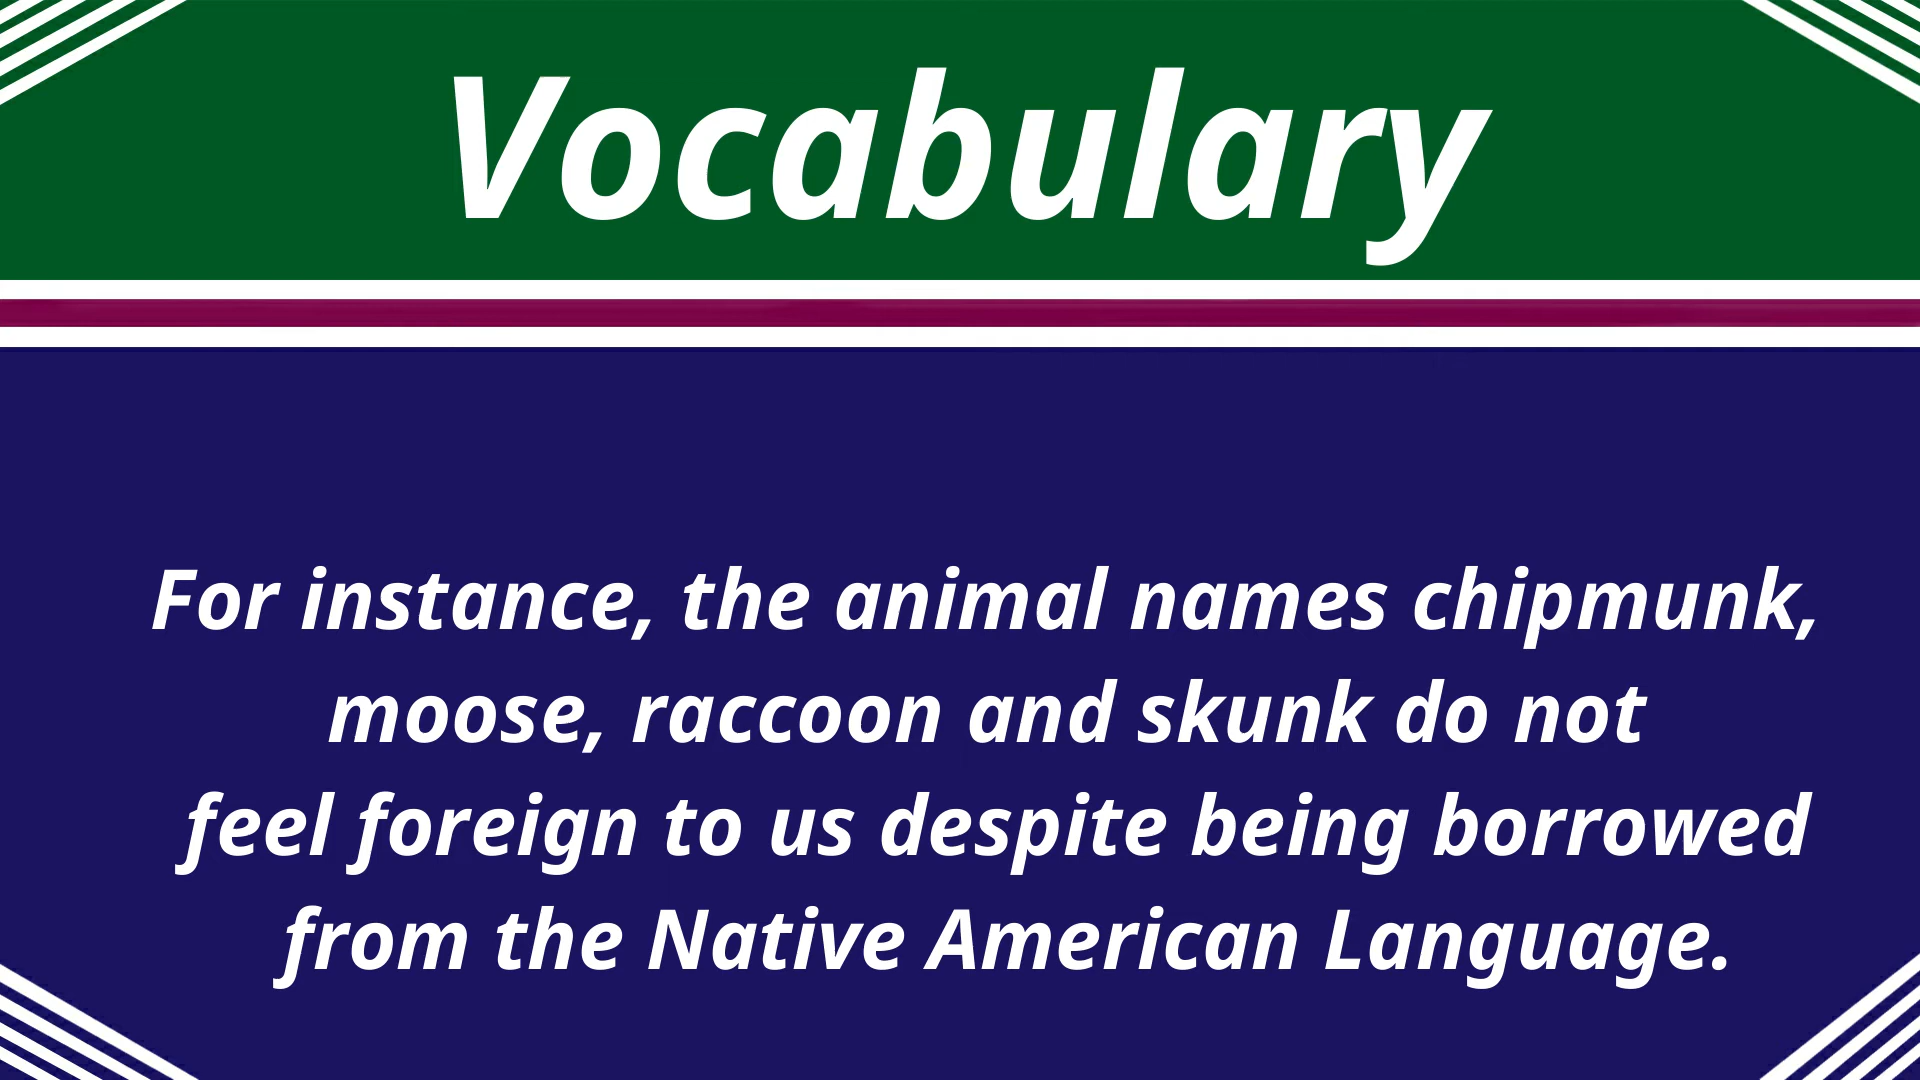 Vocabulary
For instance, the animal names chipmunk,
moose, raccoon and skunk do not
feel foreign to us despite being borrowed
from the Native American Language.